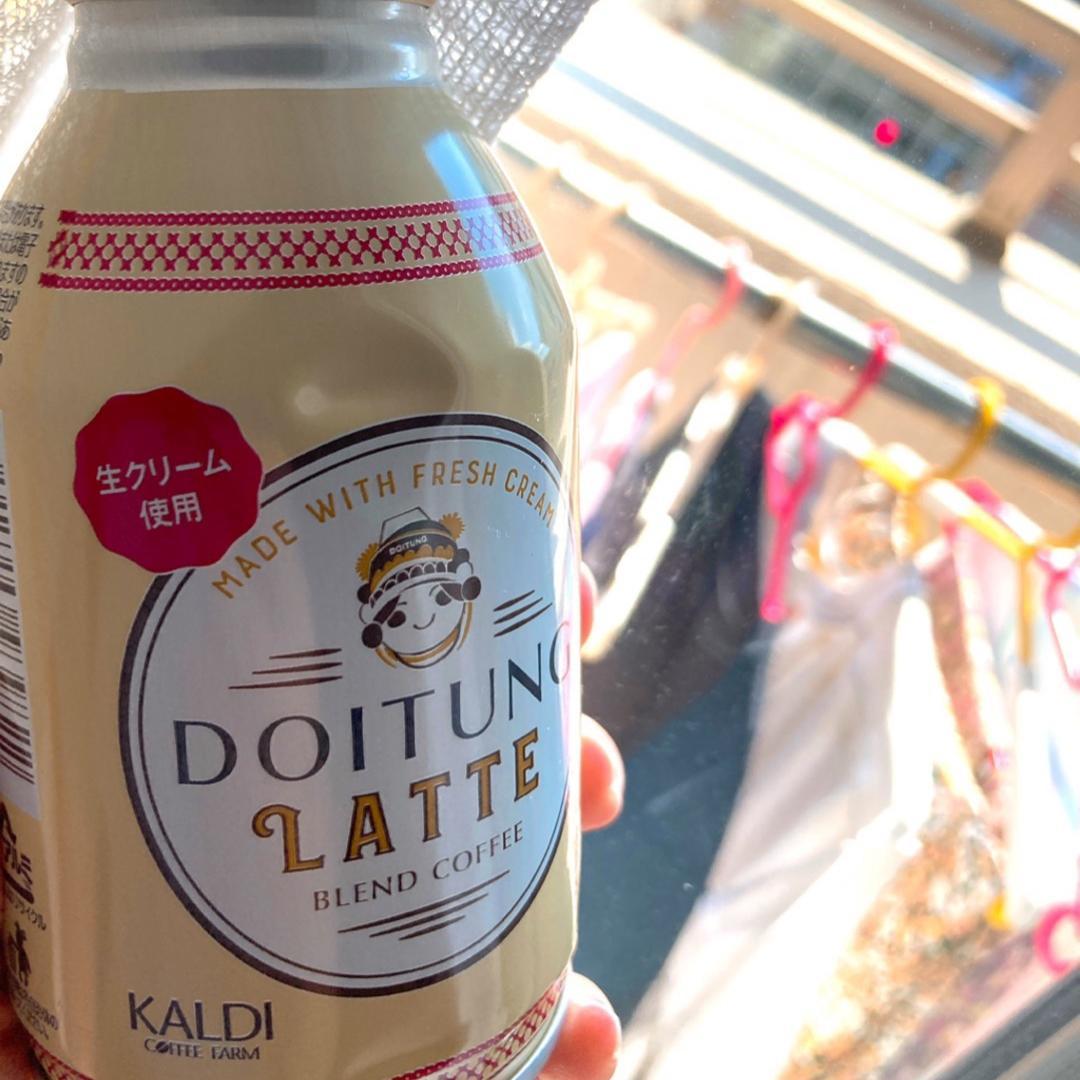 生クリーム
使用
MADE WITH FRESH CREAM
DOITUNG
DOITUNG
LATTE
BLEND COFFEE
KALDI
COFFEE FARM